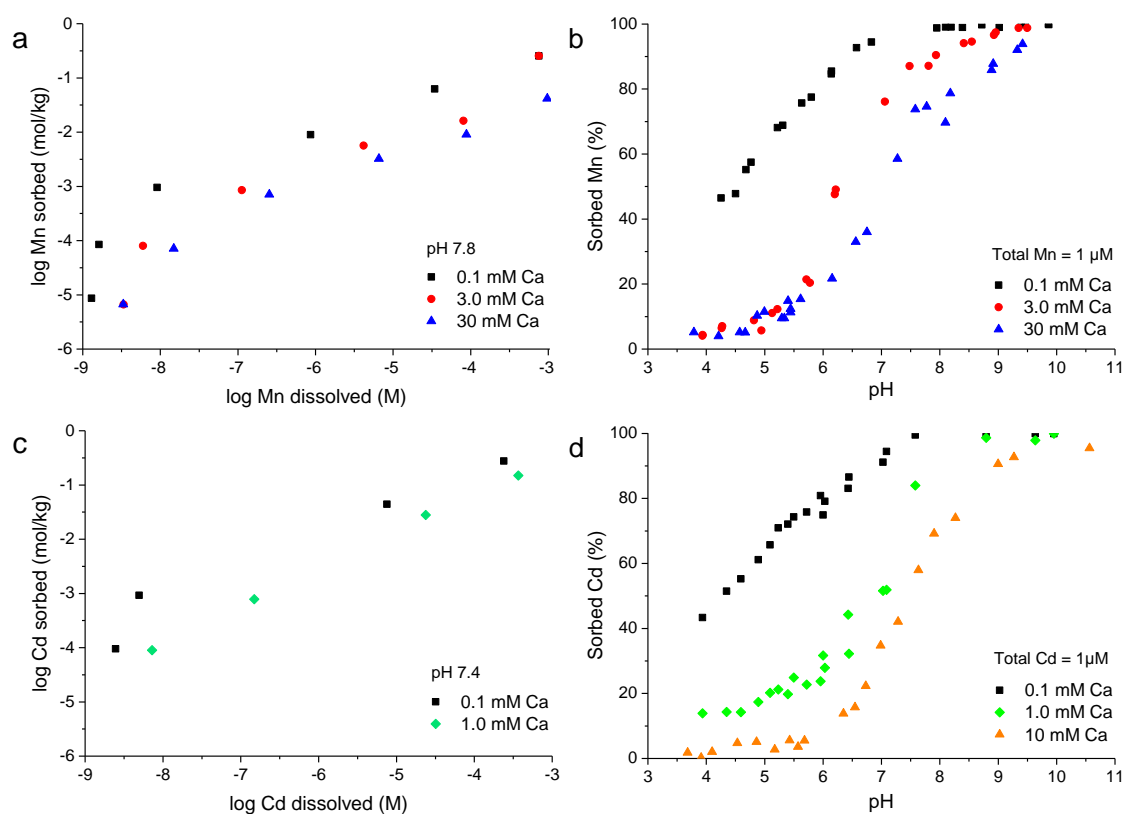 a
log Mn sorbed (mol/kg)
0
-1
-2
-3
-4
-5
-6
-9
-8
-7
-6
-5
-4
-3
log Mn dissolved (M)
pH 7.8
0.1 mM Ca
3.0 mM Ca
30 mM Ca
b
Sorbed Mn (%)
100
80
60
40
20
0
3
4
5
6
7
8
9
10
11
pH
Total Mn = 1 µM
0.1 mM Ca
3.0 mM Ca
30 mM Ca
c
log Cd sorbed (mol/kg)
0
-1
-2
-3
-4
-5
-6
-9
-8
-7
-6
-5
-4
-3
log Cd dissolved (M)
pH 7.4
0.1 mM Ca
1.0 mM Ca
d
Sorbed Cd (%)
100
80
60
40
20
0
3
4
5
6
7
8
9
10
11
pH
Total Cd = 1µM
0.1 mM Ca
1.0 mM Ca
10 mM Ca